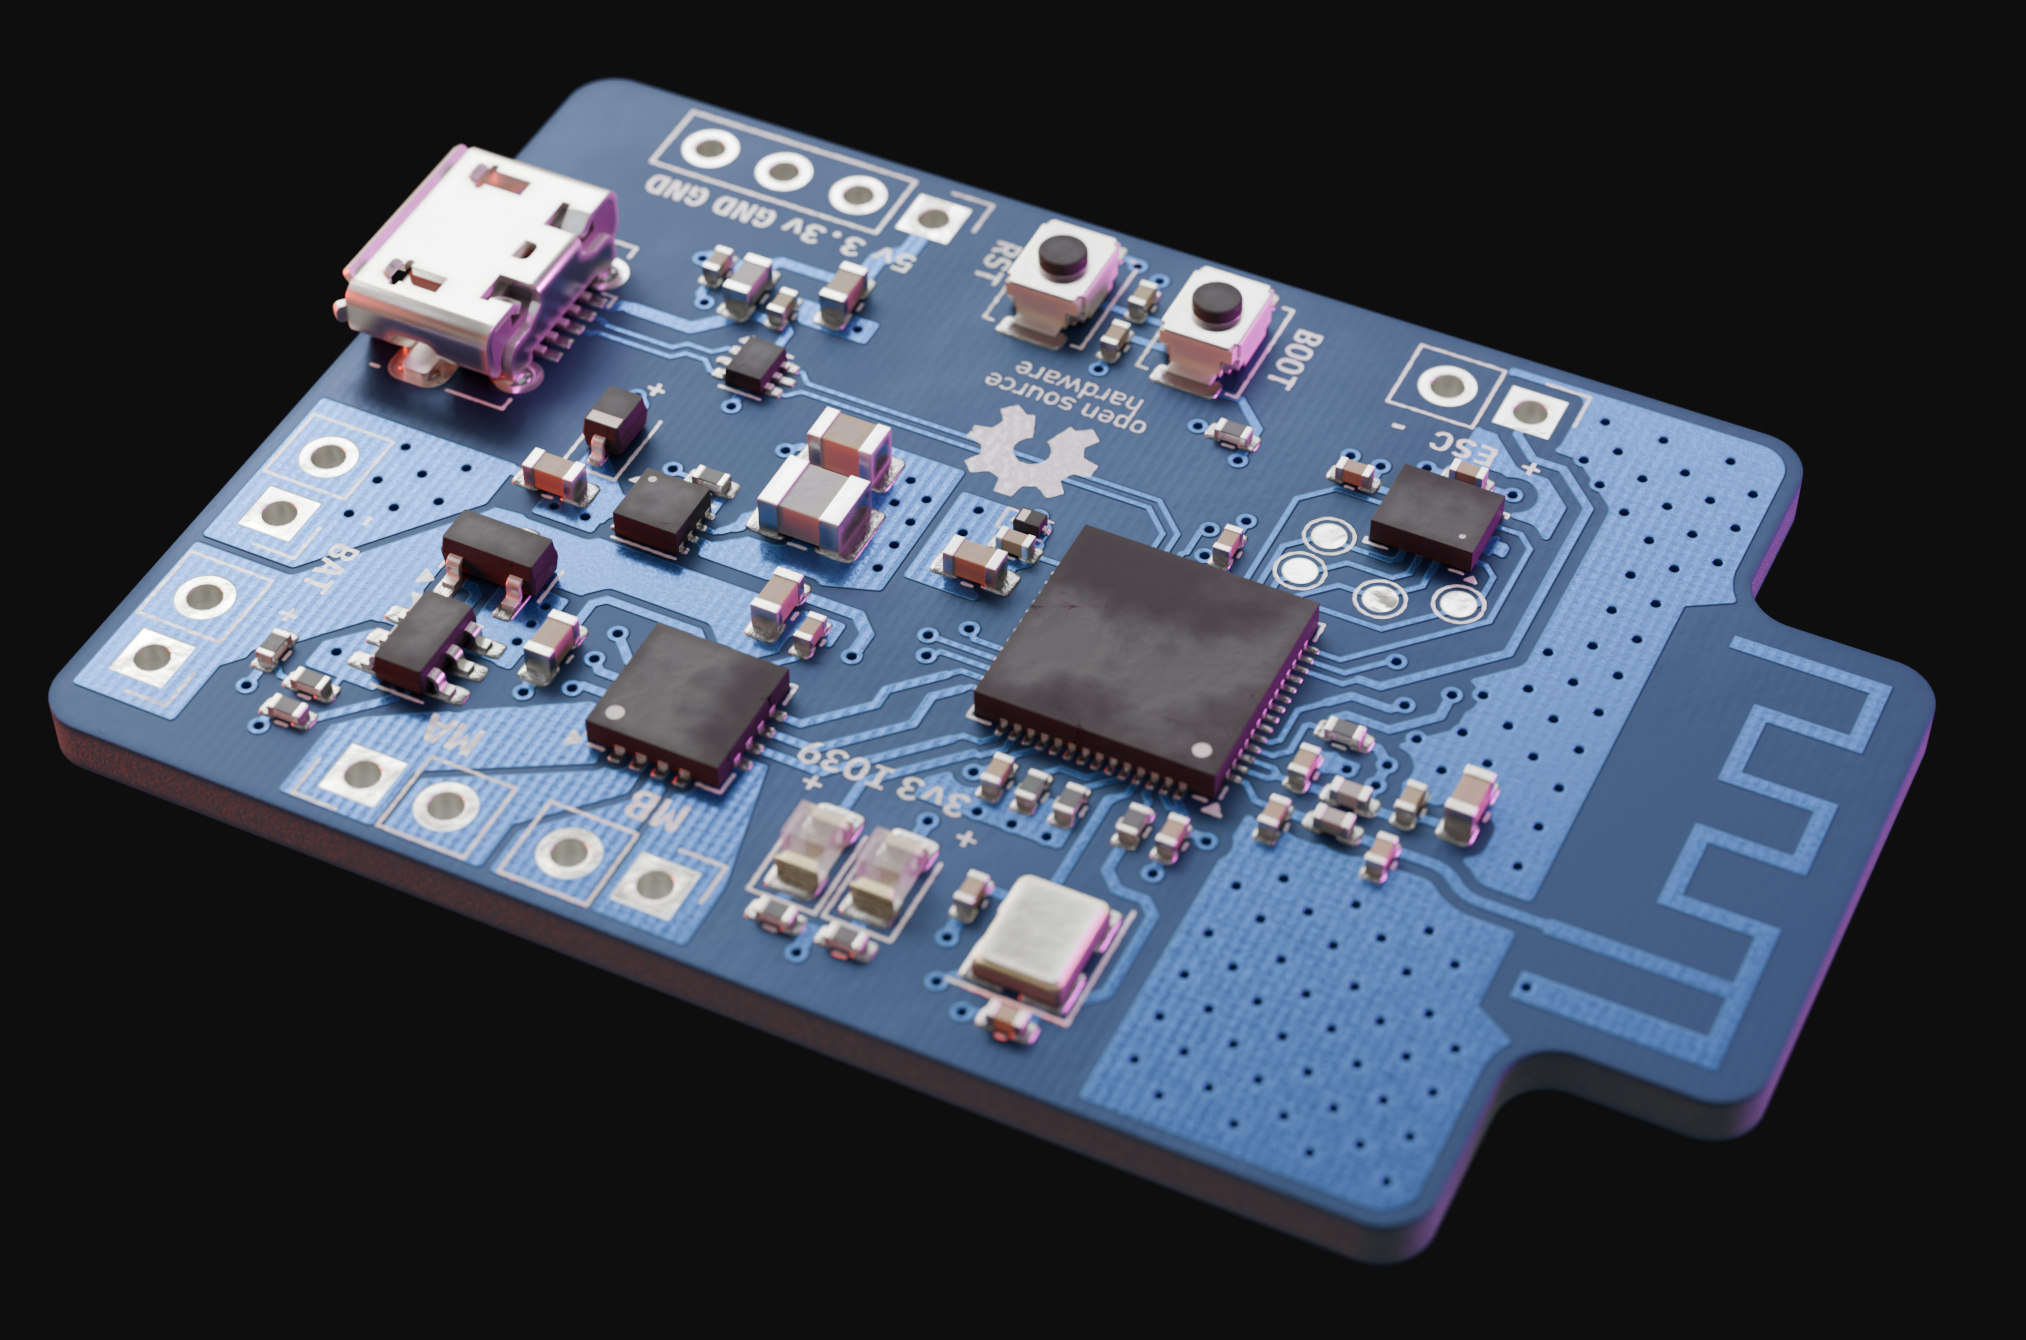 5v 3.3v GND GND
RST
BOOT
open source
hardware
+ ESC -
- BAT +
MA
MB
3v3 IO39
+ +